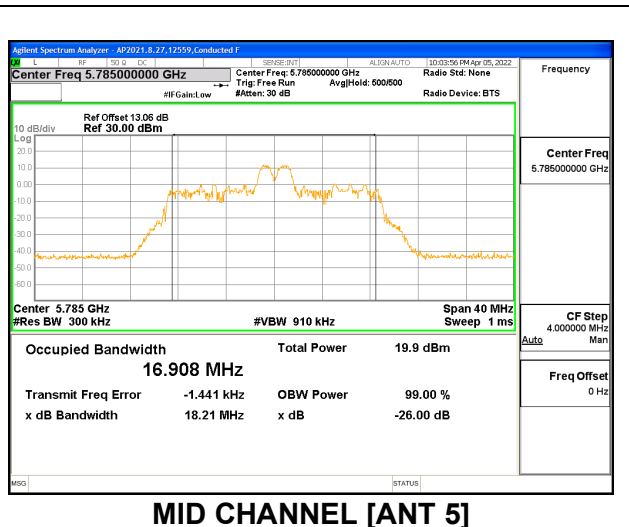 Agilent Spectrum Analyzer - AP2021.8.27,12559,Conducted F
L RF 50 Ω DC SENSE:INT ALIGN AUTO 10:03:56 PM Apr 05, 2022
Center Freq 5.785000000 GHz Center Freq: 5.785000000 GHz Radio Std: None Frequency
Trig: Free Run Avg|Hold: 500/500
#IFGain:Low #Atten: 30 dB Radio Device: BTS
Ref Offset 13.06 dB
10 dB/div Ref 30.00 dBm
Log
20.0
10.0
0.00
-10.0
-20.0
-30.0
-40.0
-50.0
-60.0
Center Freq
5.785000000 GHz
Center 5.785 GHz Span 40 MHz
#Res BW 300 kHz #VBW 910 kHz Sweep 1 ms
CF Step
4.000000 MHz
Auto Man
Occupied Bandwidth Total Power 19.9 dBm
16.908 MHz
Transmit Freq Error -1.441 kHz OBW Power 99.00 %
x dB Bandwidth 18.21 MHz x dB -26.00 dB
Freq Offset
0 Hz
MSG STATUS
MID CHANNEL [ANT 5]